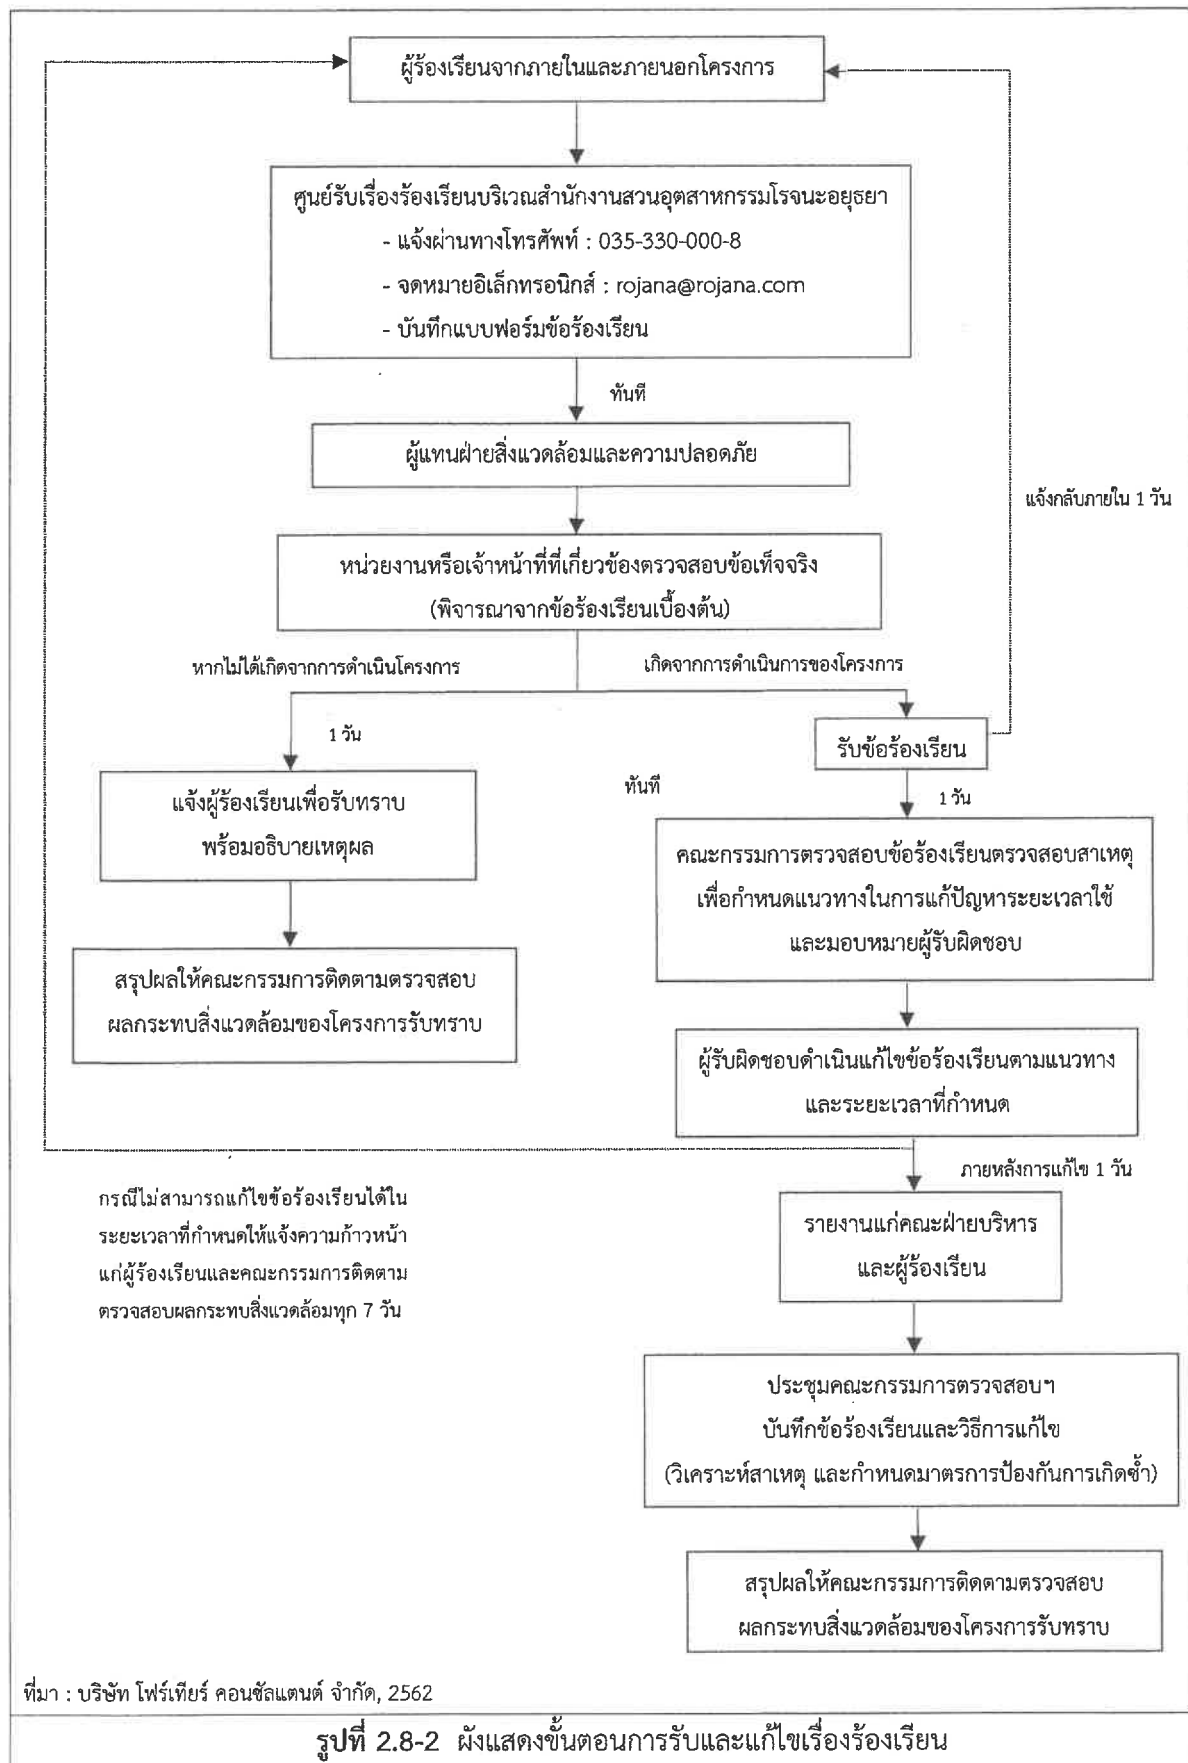 ผู้ร้องเรียนจากภายในและภายนอกโครงการ
ศูนย์รับเรื่องร้องเรียนบริเวณสำนักงานสวนอุตสาหกรรมโรจนะอยุธยา
- แจ้งผ่านทางโทรศัพท์ : 035-330-000-8
- จดหมายอิเล็กทรอนิกส์ : rojana@rojana.com
- บันทึกแบบฟอร์มข้อร้องเรียน
ทันที
ผู้แทนฝ่ายสิ่งแวดล้อมและความปลอดภัย
แจ้งกลับภายใน 1 วัน
หน่วยงานหรือเจ้าหน้าที่ที่เกี่ยวข้องตรวจสอบข้อเท็จจริง
(พิจารณาจากข้อร้องเรียนเบื้องต้น)
หากไม่ได้เกิดจากการดำเนินโครงการ
เกิดจากการดำเนินการของโครงการ
1 วัน
รับข้อร้องเรียน
แจ้งผู้ร้องเรียนเพื่อรับทราบ
พร้อมอธิบายเหตุผล
ทันที
1 วัน
คณะกรรมการตรวจสอบข้อร้องเรียนตรวจสอบสาเหตุ
เพื่อกำหนดแนวทางในการแก้ปัญหาระยะเวลาใช้
และมอบหมายผู้รับผิดชอบ
สรุปผลให้คณะกรรมการติดตามตรวจสอบ
ผลกระทบสิ่งแวดล้อมของโครงการรับทราบ
ผู้รับผิดชอบดำเนินแก้ไขข้อร้องเรียนตามแนวทาง
และระยะเวลาที่กำหนด
ภายหลังการแก้ไข 1 วัน
กรณีไม่สามารถแก้ไขข้อร้องเรียนได้ใน
ระยะเวลาที่กำหนดให้แจ้งความก้าวหน้า
แก่ผู้ร้องเรียนและคณะกรรมการติดตาม
ตรวจสอบผลกระทบสิ่งแวดล้อมทุก 7 วัน
รายงานแก่คณะฝ่ายบริหาร
และผู้ร้องเรียน
ประชุมคณะกรรมการตรวจสอบฯ
บันทึกข้อร้องเรียนและวิธีการแก้ไข
(วิเคราะห์สาเหตุ และกำหนดมาตรการป้องกันการเกิดซ้ำ)
สรุปผลให้คณะกรรมการติดตามตรวจสอบ
ผลกระทบสิ่งแวดล้อมของโครงการรับทราบ
ที่มา : บริษัท โฟร์เทียร์ คอนซัลแตนต์ จำกัด, 2562
รูปที่ 2.8-2 ผังแสดงขั้นตอนการรับและแก้ไขเรื่องร้องเรียน